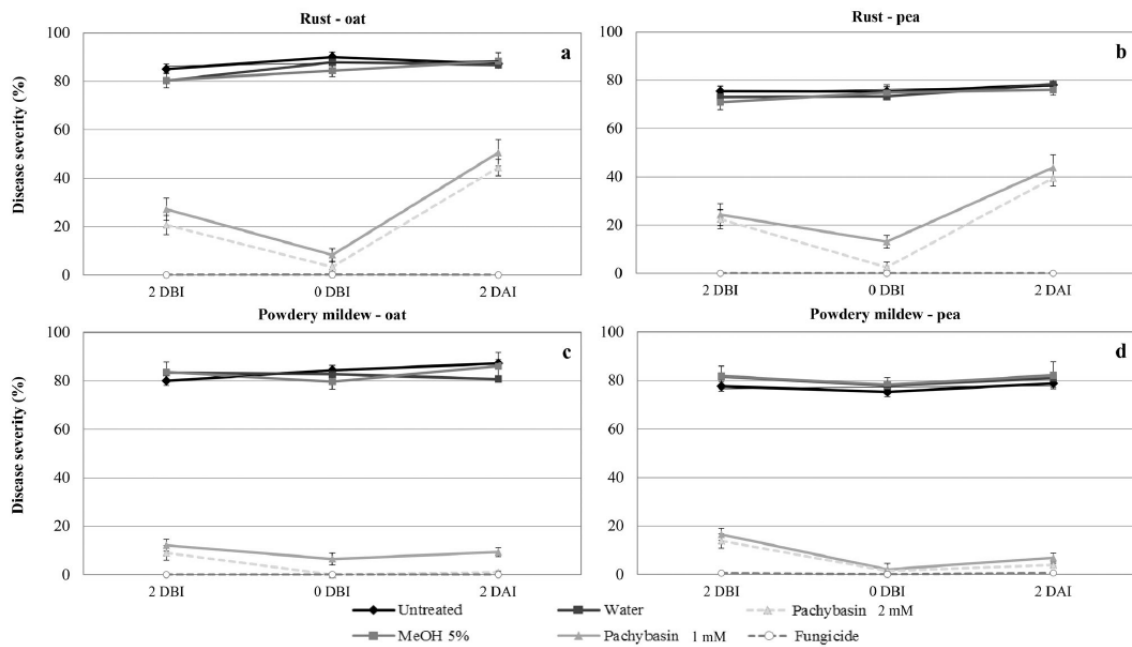 Rust - oat
Rust - pea
a
b
Disease severity (%)
100
80
60
40
20
0
100
80
60
40
20
0
2 DBI
0 DBI
2 DAI
2 DBI
0 DBI
2 DAI
Powdery mildew - oat
Powdery mildew - pea
c
d
Disease severity (%)
100
80
60
40
20
0
100
80
60
40
20
0
2 DBI
0 DBI
2 DAI
2 DBI
0 DBI
2 DAI
Untreated
Water
Pachybasin 2 mM
MeOH 5%
Pachybasin 1 mM
Fungicide